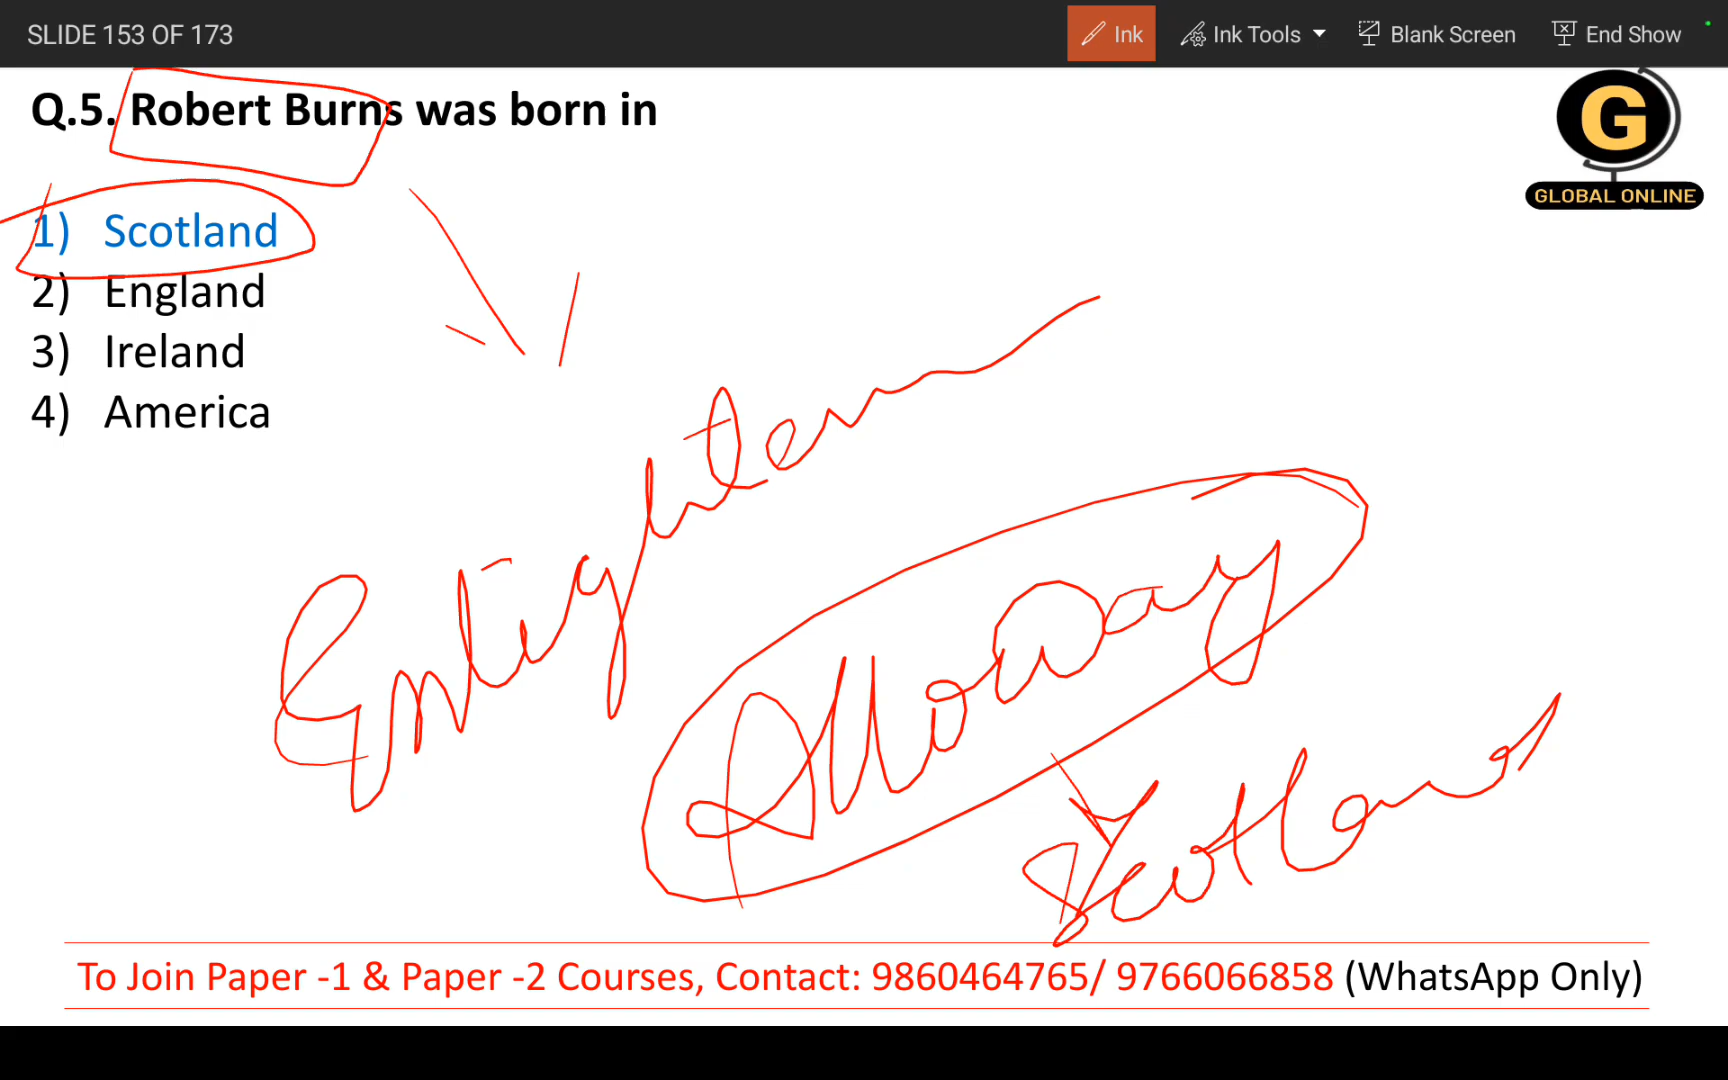 SLIDE 153 OF 173
Ink
Ink Tools
Blank Screen
End Show
Q.5. Robert Burns was born in
G
GLOBAL ONLINE
1) Scotland
2) England
3) Ireland
4) America
Alloway
Scotland
To Join Paper -1 & Paper -2 Courses, Contact: 9860464765/ 9766066858 (WhatsApp Only)